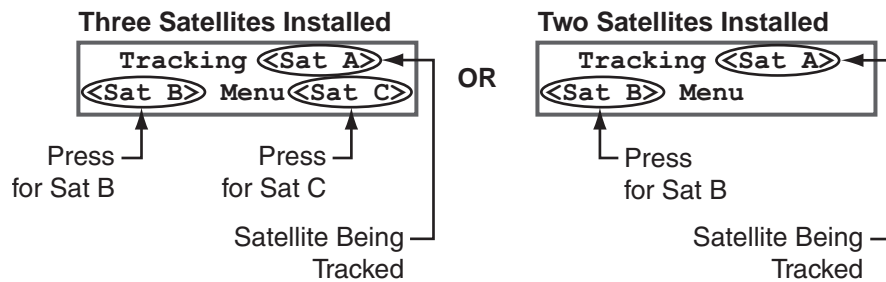 Three Satellites Installed
Tracking <Sat A>
<Sat B> Menu <Sat C>
Press
for Sat B
Press
for Sat C
Satellite Being
Tracked
OR
Two Satellites Installed
Tracking <Sat A>
<Sat B> Menu
Press
for Sat B
Satellite Being
Tracked